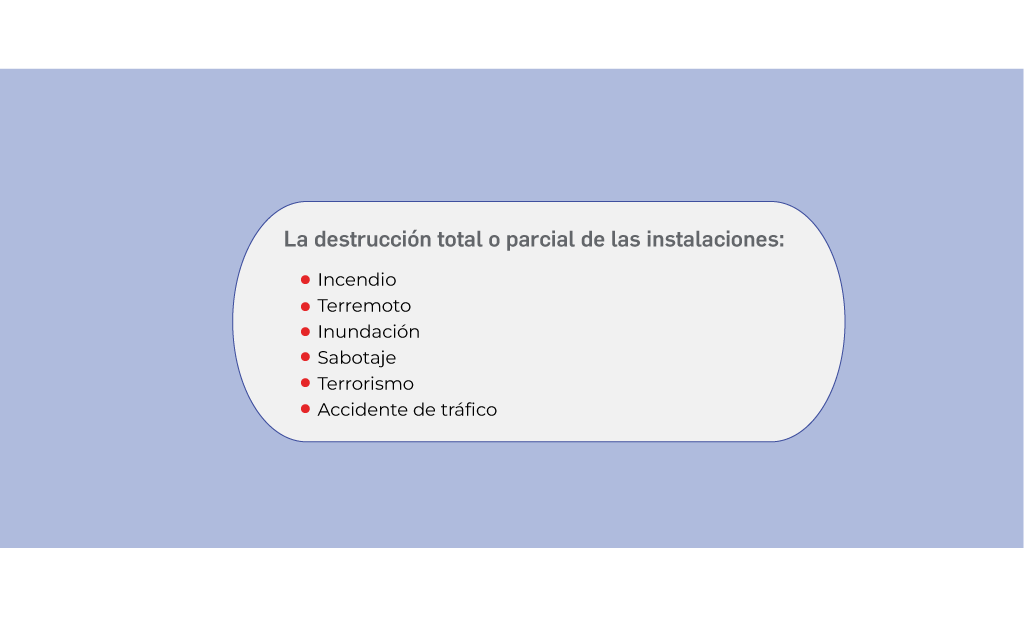 La destrucción total o parcial de las instalaciones:
Incendio
Terremoto
Inundación
Sabotaje
Terrorismo
Accidente de tráfico